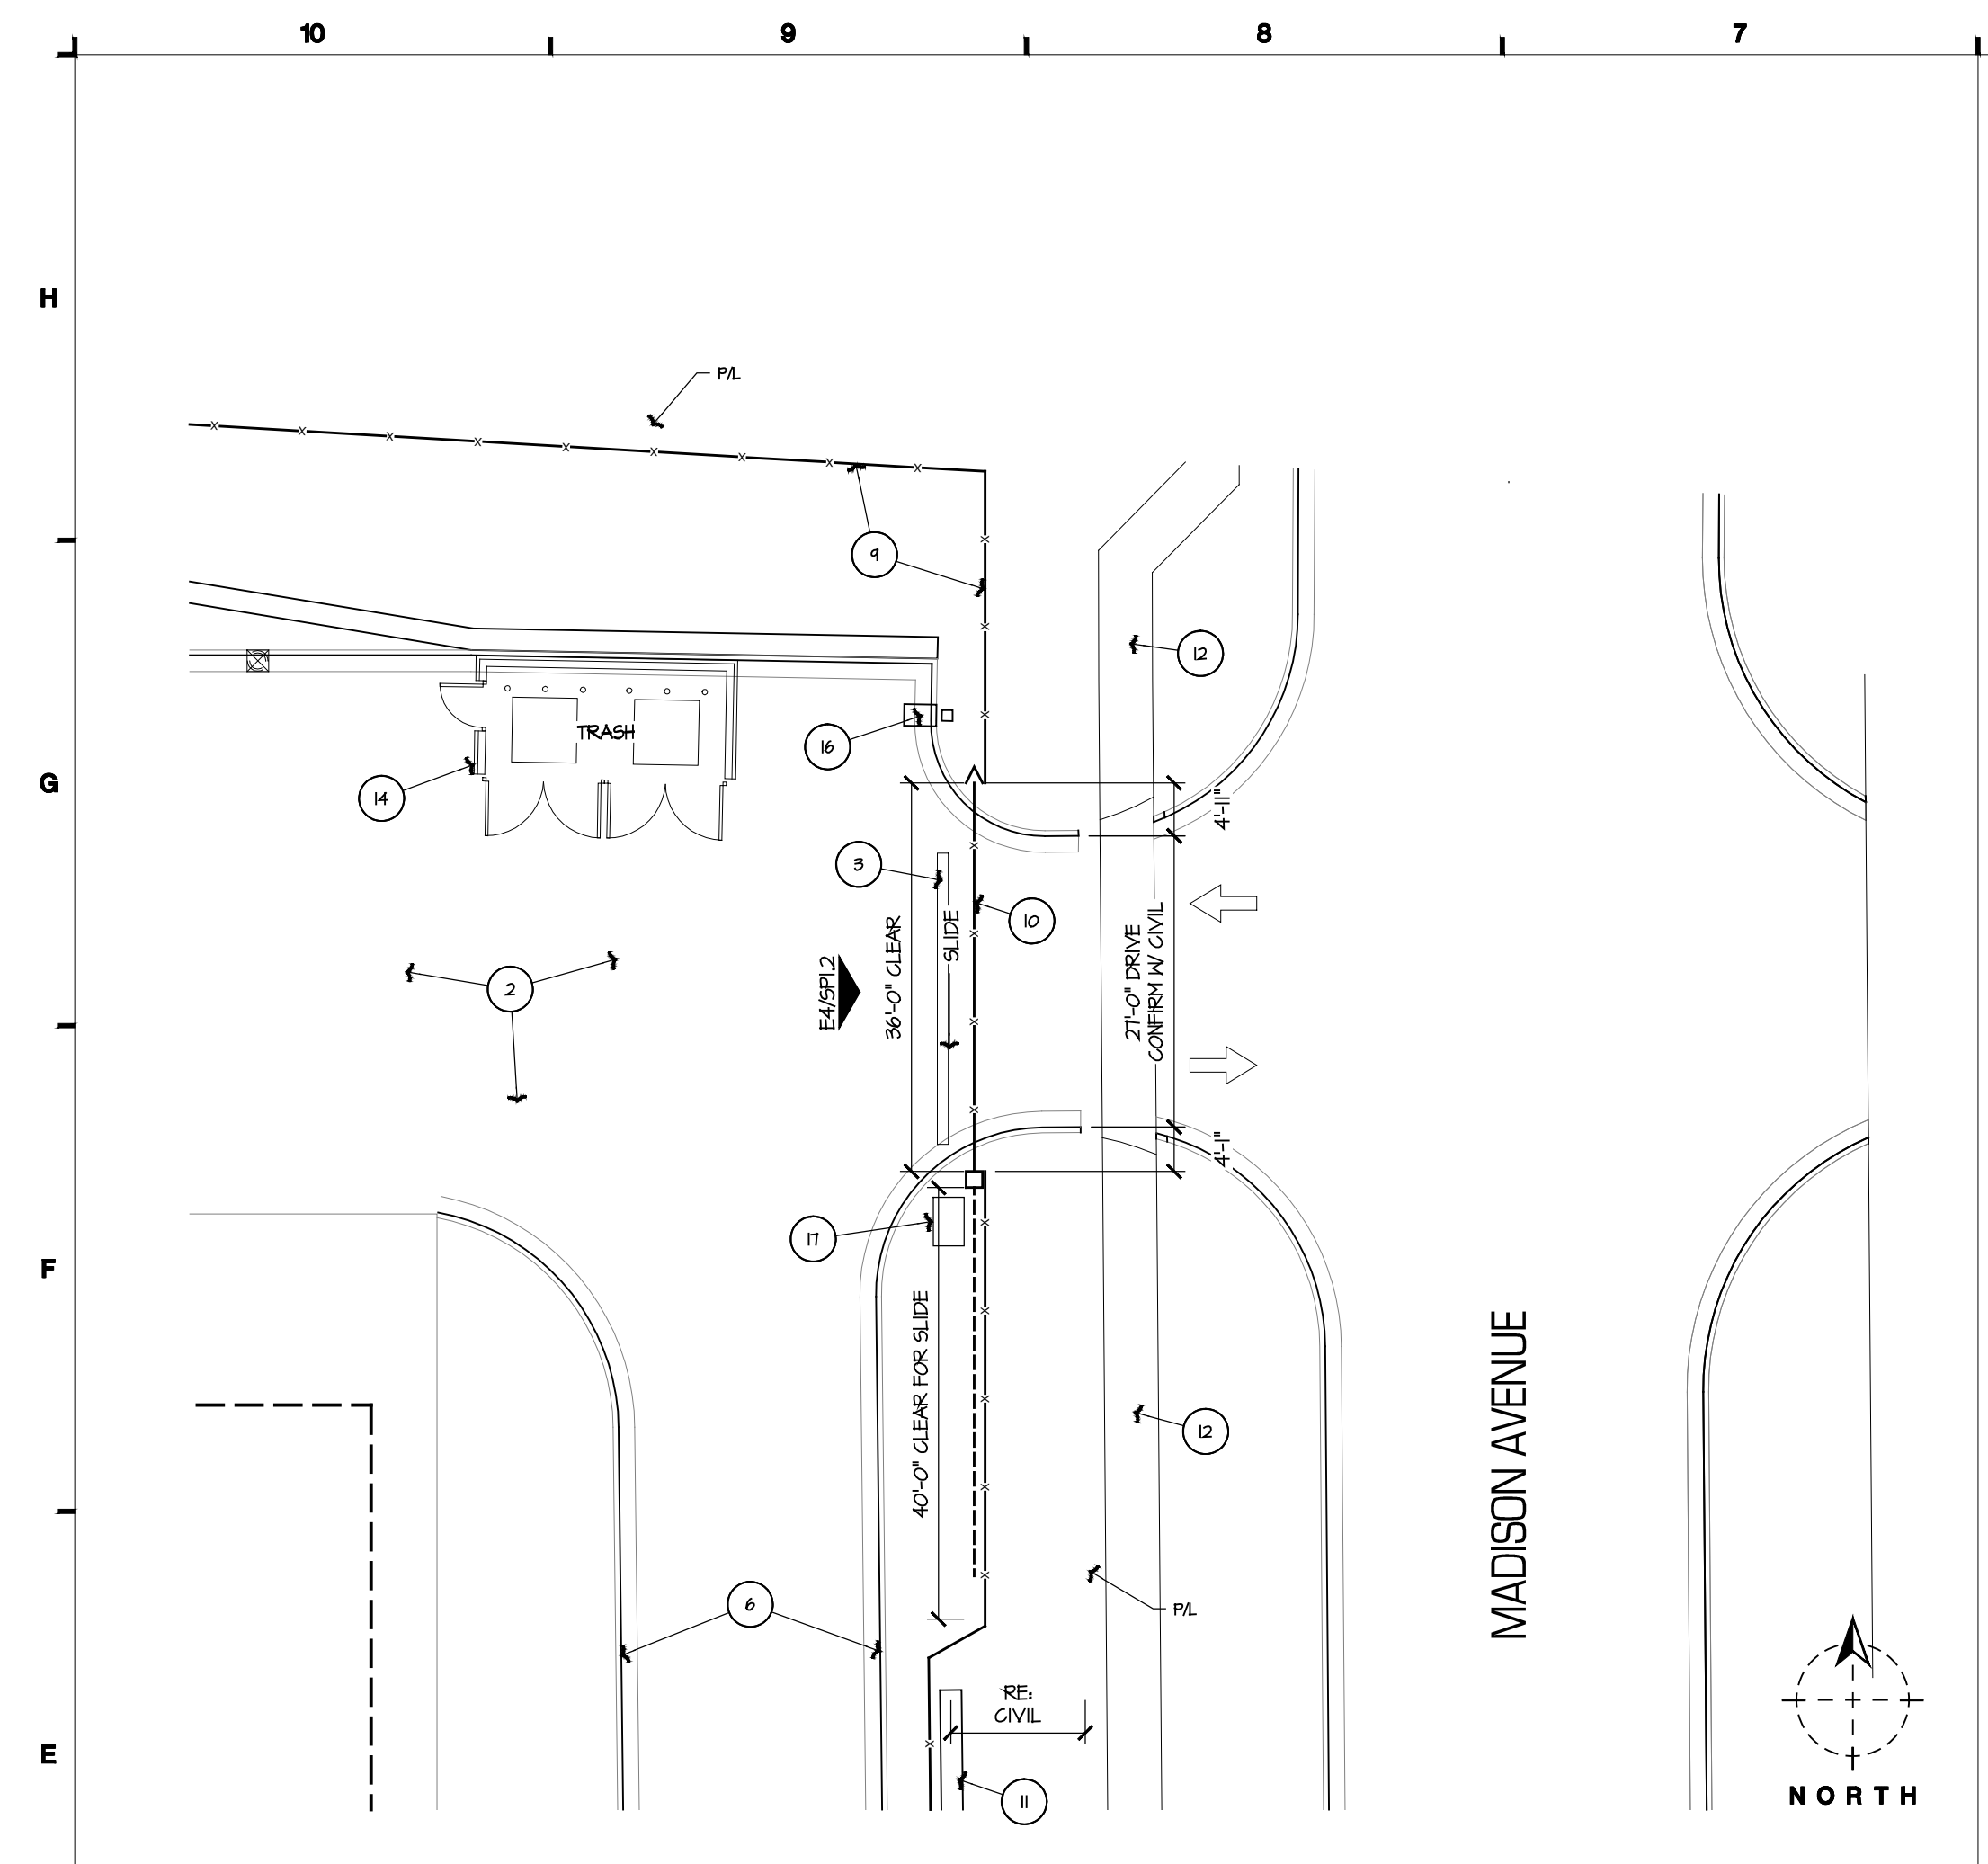 10 9 8 7
H
P/L
9
12
TRASH
16
G
14
4'-11"
3
10
SLIDE
36'-0" CLEAR
E4/SP1.2
27'-0" DRIVE
CONFIRM W/ CIVIL
2
4'-1"
17
F
40'-0" CLEAR FOR SLIDE
12
MADISON AVENUE
6
P/L
RE:
CIVIL
E
11
NORTH